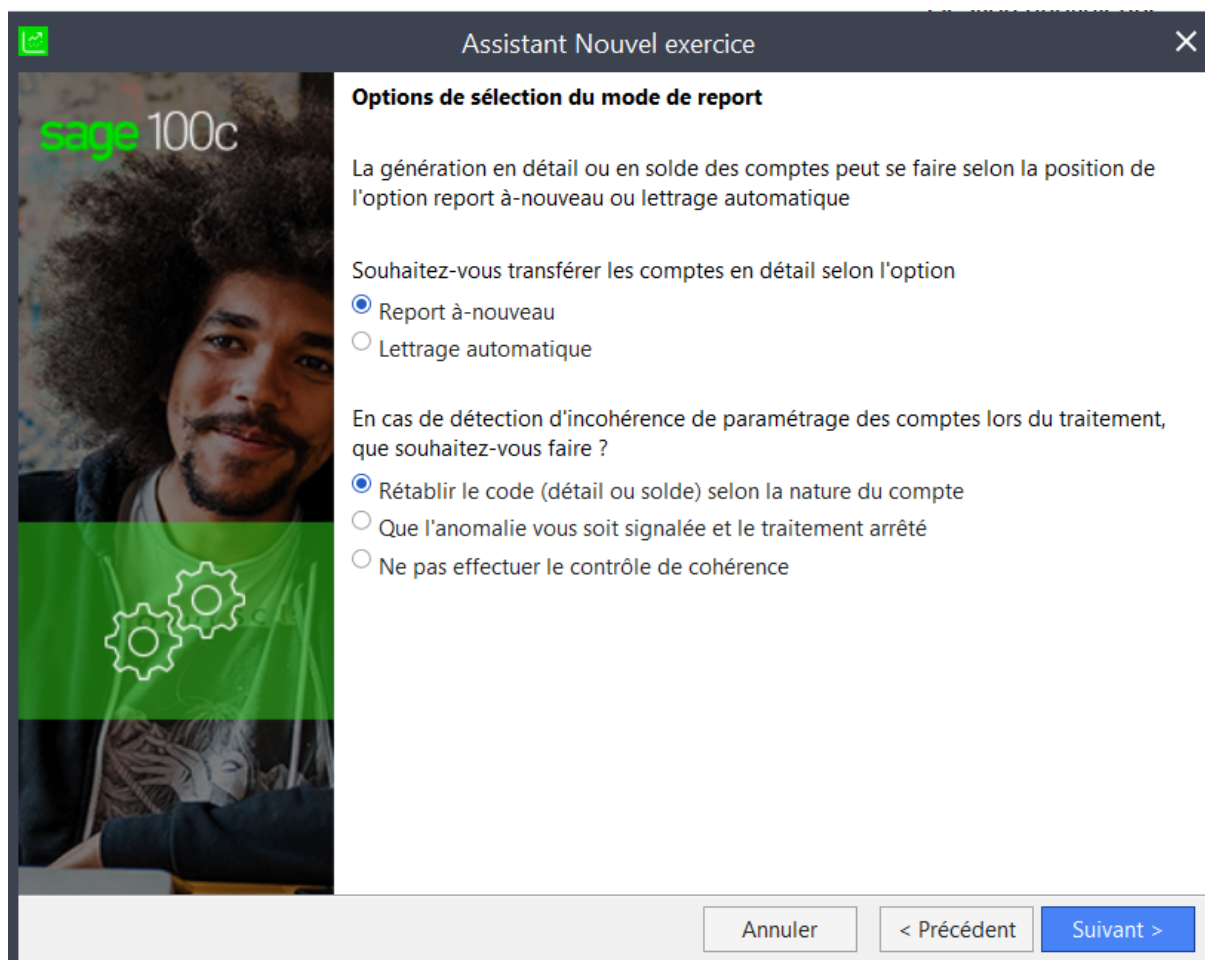 Assistant Nouvel exercice
sage 100c
Options de sélection du mode de report
La génération en détail ou en solde des comptes peut se faire selon la position de
l'option report à-nouveau ou lettrage automatique
Souhaitez-vous transférer les comptes en détail selon l'option
Report à-nouveau
Lettrage automatique
En cas de détection d'incohérence de paramétrage des comptes lors du traitement,
que souhaitez-vous faire ?
Rétablir le code (détail ou solde) selon la nature du compte
Que l'anomalie vous soit signalée et le traitement arrêté
Ne pas effectuer le contrôle de cohérence
Annuler
< Précédent
Suivant >